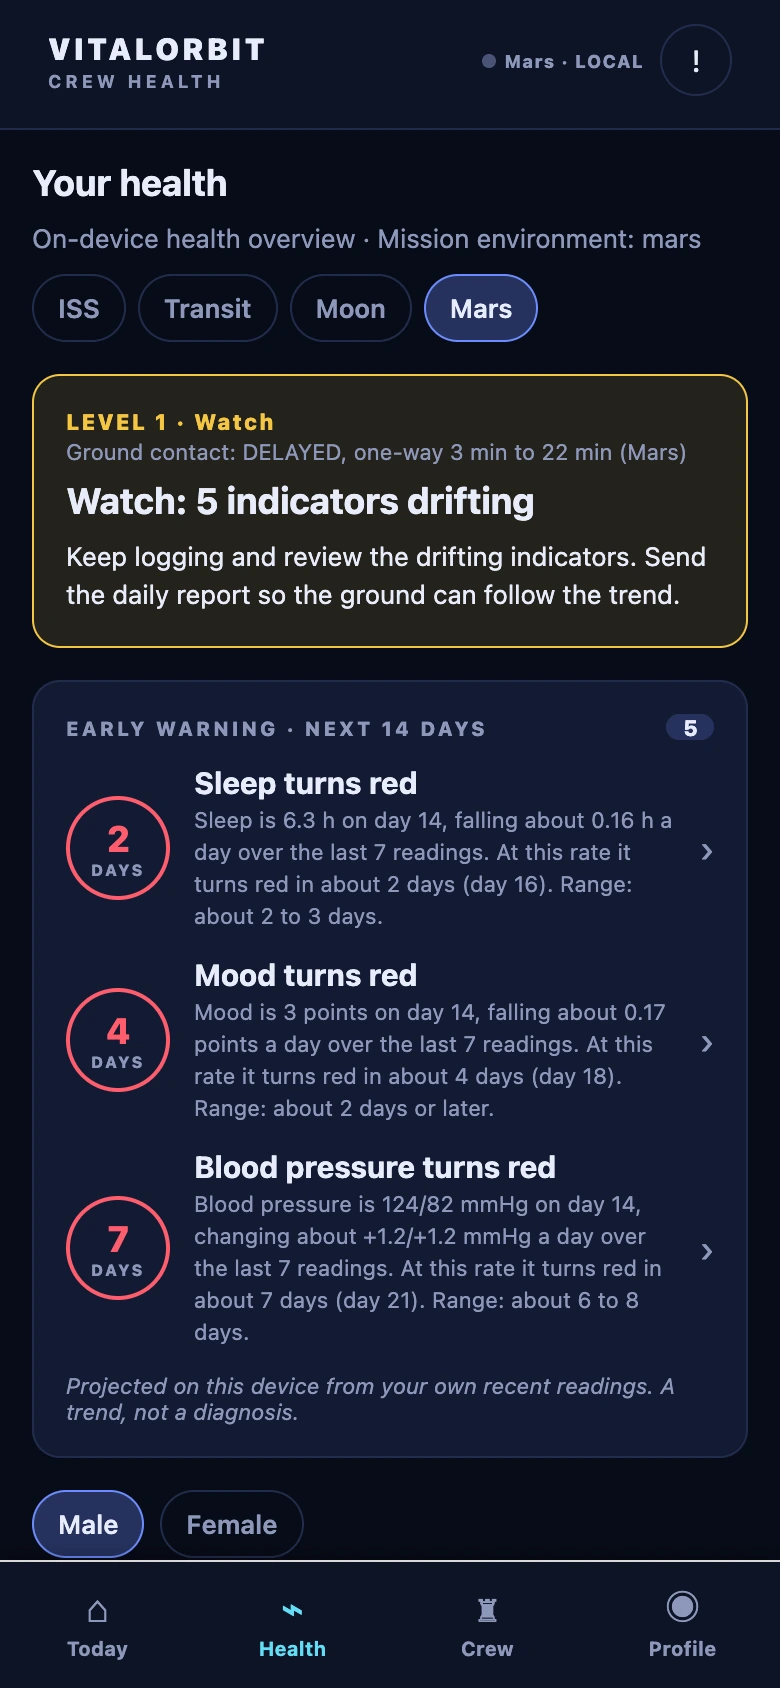 VITALORBIT
CREW HEALTH
Mars · LOCAL
!
Your health
On-device health overview · Mission environment: mars
ISS
Transit
Moon
Mars
LEVEL 1 · Watch
Ground contact: DELAYED, one-way 3 min to 22 min (Mars)
Watch: 5 indicators drifting
Keep logging and review the drifting indicators. Send
the daily report so the ground can follow the trend.
EARLY WARNING · NEXT 14 DAYS
5
2
DAYS
Sleep turns red
Sleep is 6.3 h on day 14, falling about 0.16 h a
day over the last 7 readings. At this rate it
turns red in about 2 days (day 16). Range:
about 2 to 3 days.
4
DAYS
Mood turns red
Mood is 3 points on day 14, falling about 0.17
points a day over the last 7 readings. At this
rate it turns red in about 4 days (day 18).
Range: about 2 days or later.
7
DAYS
Blood pressure turns red
Blood pressure is 124/82 mmHg on day 14,
changing about +1.2/+1.2 mmHg a day over
the last 7 readings. At this rate it turns red in
about 7 days (day 21). Range: about 6 to 8
days.
Projected on this device from your own recent readings. A
trend, not a diagnosis.
Male
Female
Today
Health
Crew
Profile